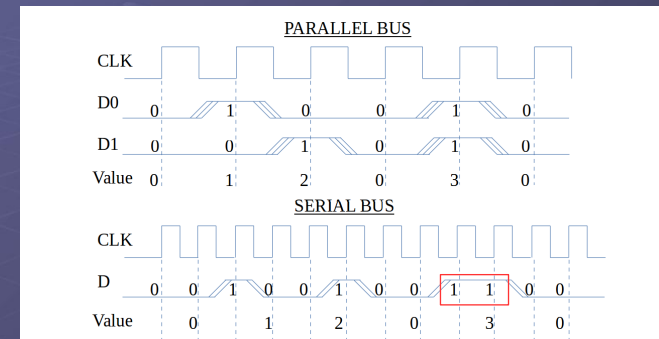 PARALLEL BUS
CLK
D0 0 1 0 0 1 0
D1 0 0 1 0 1 0
Value 0 1 2 0 3 0
SERIAL BUS
CLK
D 0 0 1 0 0 1 0 0 1 1 0 0
Value 0 1 2 0 3 0